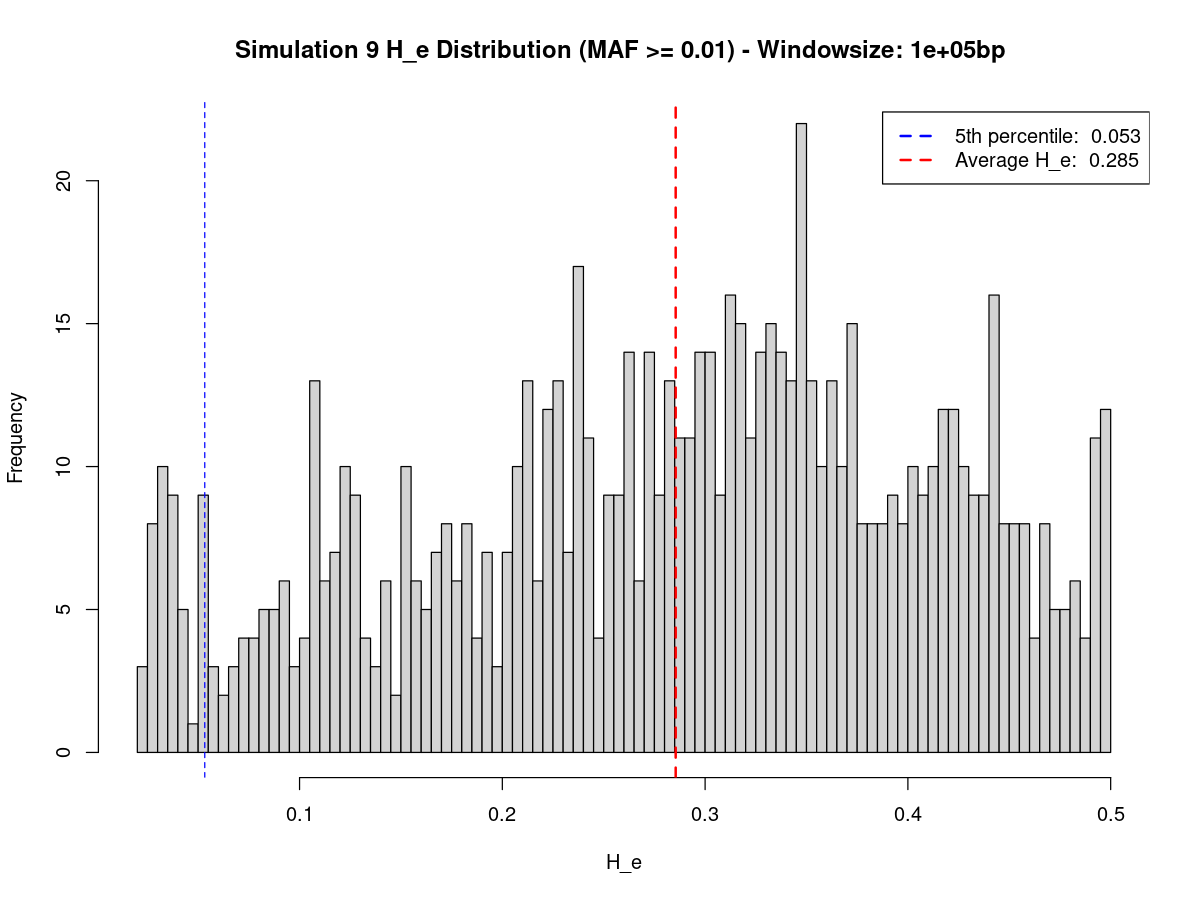 Simulation 9 H_e Distribution (MAF >= 0.01) - Windowsize: 1e+05bp
5th percentile: 0.053
Average H_e: 0.285
Frequency
20
15
10
5
0
0.1 0.2 0.3 0.4 0.5
H_e